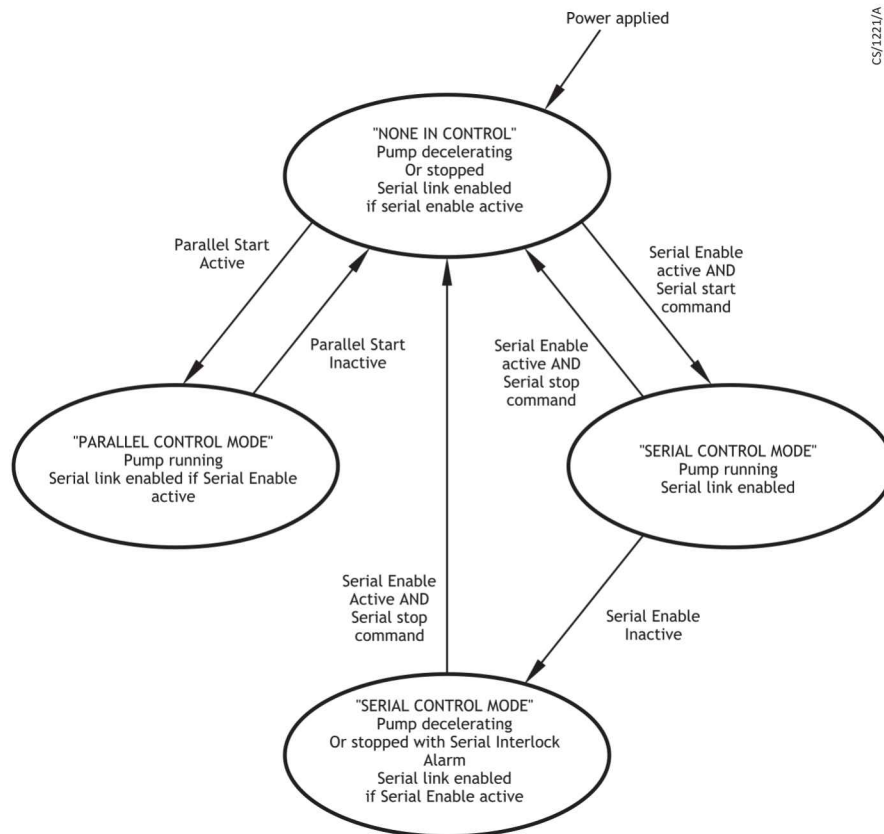 Power applied
CS/1221/A
"NONE IN CONTROL"
Pump decelerating
Or stopped
Serial link enabled
if serial enable active
Parallel Start
Active
Serial Enable
active AND
Serial start
command
Parallel Start
Inactive
Serial Enable
active AND
Serial stop
command
"PARALLEL CONTROL MODE"
Pump running
Serial link enabled if Serial Enable
active
"SERIAL CONTROL MODE"
Pump running
Serial link enabled
Serial Enable
Active AND
Serial stop
command
Serial Enable
Inactive
"SERIAL CONTROL MODE"
Pump decelerating
Or stopped with Serial Interlock
Alarm
Serial link enabled
if Serial Enable active